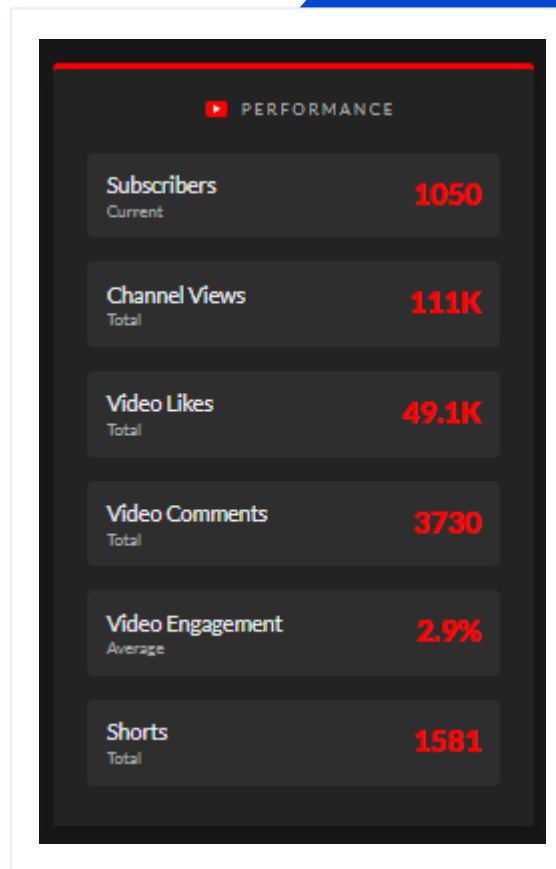 PERFORMANCE
Subscribers
Current
1050
Channel Views
Total
111K
Video Likes
Total
49.1K
Video Comments
Total
3730
Video Engagement
Average
2.9%
Shorts
Total
1581